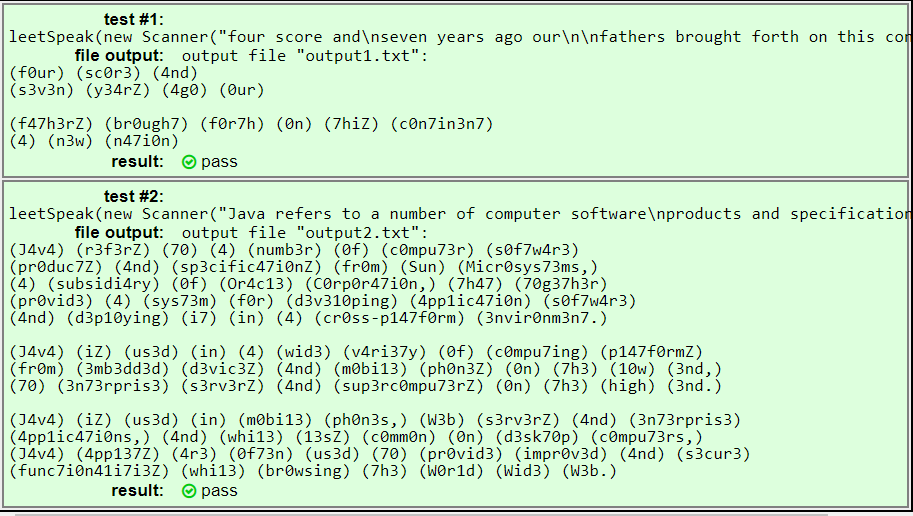 test #1:
leetSpeak(new Scanner("four score and\nseven years ago our\n\nfathers brought forth on this con
file output: output file "output1.txt":
(f0ur) (sc0r3) (4nd)
(s3v3n) (y34rZ) (4g0) (0ur)
(f47h3rZ) (br0ugh7) (f0r7h) (0n) (7hiZ) (c0n7in3n7)
(4) (n3w) (n47i0n)
result: pass
test #2:
leetSpeak(new Scanner("Java refers to a number of computer software\nproducts and specification
file output: output file "output2.txt":
(J4v4) (r3f3rZ) (70) (4) (numb3r) (0f) (c0mpu73r) (s0f7w4r3)
(pr0duc7Z) (4nd) (sp3cific47i0nZ) (fr0m) (Sun) (Micr0sys73ms,)
(4) (subsidi4ry) (0f) (Or4c13) (C0rp0r47i0n,) (7h47) (70g37h3r)
(pr0vid3) (4) (sys73m) (f0r) (d3v310ping) (4pp1ic47i0n) (s0f7w4r3)
(4nd) (d3p10ying) (i7) (in) (4) (cr0ss-p147f0rm) (3nvir0nm3n7.)
(J4v4) (iZ) (us3d) (in) (4) (wid3) (v4ri37y) (0f) (c0mpu7ing) (p147f0rmZ)
(fr0m) (3mb3dd3d) (d3vic3Z) (4nd) (m0bi13) (ph0n3Z) (0n) (7h3) (10w) (3nd,)
(70) (3n73rpris3) (s3rv3rZ) (4nd) (sup3rc0mpu73rZ) (0n) (7h3) (high) (3nd.)
(J4v4) (iZ) (us3d) (in) (m0bi13) (ph0n3s,) (W3b) (s3rv3rZ) (4nd) (3n73rpris3)
(4pp1ic47i0ns,) (4nd) (whi13) (13sZ) (c0mm0n) (0n) (d3sk70p) (c0mpu73rs,)
(J4v4) (4pp137Z) (4r3) (0f73n) (us3d) (70) (pr0vid3) (impr0v3d) (4nd) (s3cur3)
(func7i0n41i7i3Z) (whi13) (br0wsing) (7h3) (W0r1d) (Wid3) (W3b.)
result: pass